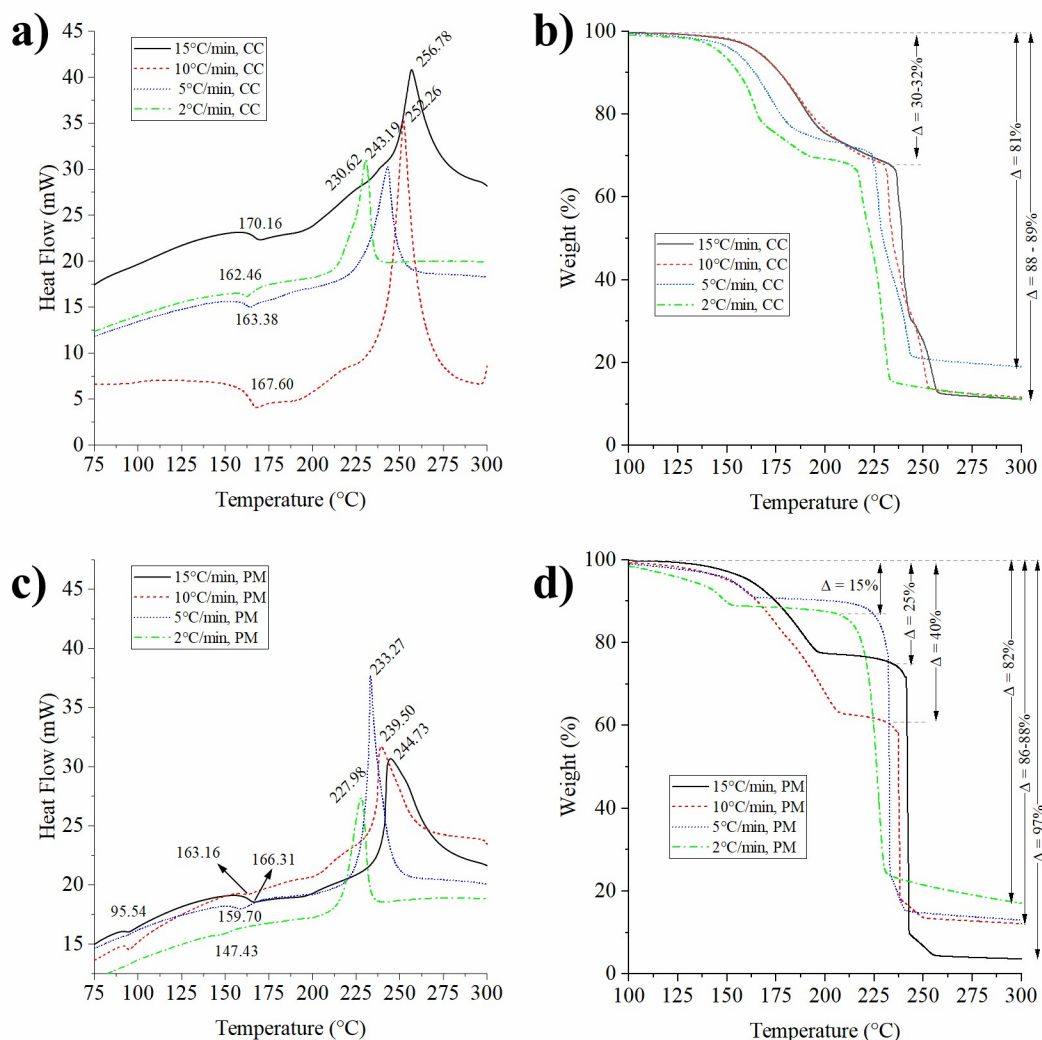 a)
45
40
35
30
25
20
15
10
5
0
Heat Flow (mW)
15°C/min, CC
10°C/min, CC
5°C/min, CC
2°C/min, CC
256.78
252.26
243.19
230.62
170.16
162.46
163.38
167.60
75 100 125 150 175 200 225 250 275 300
Temperature (°C)
b)
100
80
60
40
20
0
Weight (%)
Δ = 30-32%
Δ = 81%
Δ = 88 - 89%
15°C/min, CC
10°C/min, CC
5°C/min, CC
2°C/min, CC
100 125 150 175 200 225 250 275 300
Temperature (°C)
c)
45
40
35
30
25
20
15
Heat Flow (mW)
15°C/min, PM
10°C/min, PM
5°C/min, PM
2°C/min, PM
233.27
239.50
244.73
227.98
163.16
166.31
95.54
159.70
147.43
75 100 125 150 175 200 225 250 275 300
Temperature (°C)
d)
100
80
60
40
20
0
Weight (%)
Δ = 15%
Δ = 25%
Δ = 40%
Δ = 82%
Δ = 86-88%
Δ = 97%
15°C/min, PM
10°C/min, PM
5°C/min, PM
2°C/min, PM
100 125 150 175 200 225 250 275 300
Temperature (°C)